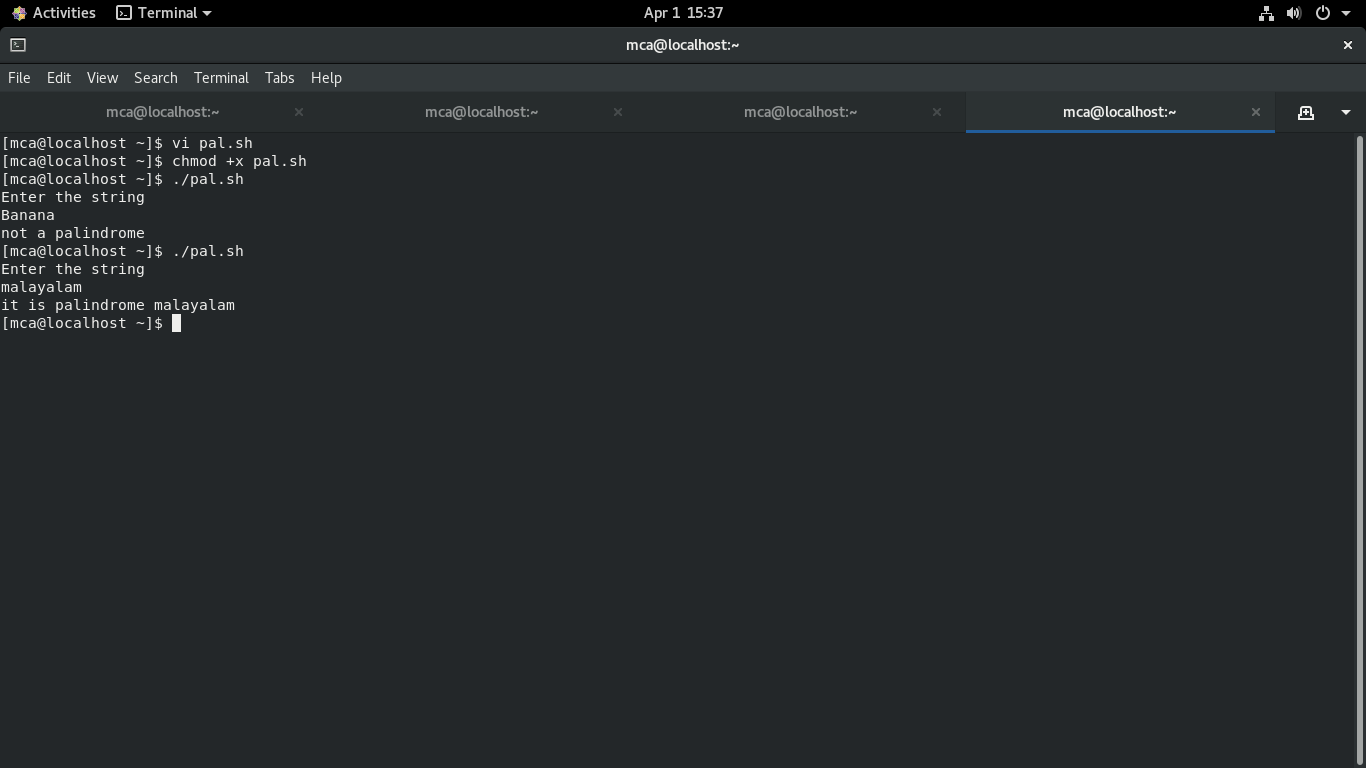 Activities Terminal Apr 1 15:37
mca@localhost:~
File Edit View Search Terminal Tabs Help
mca@localhost:~ mca@localhost:~ mca@localhost:~ mca@localhost:~
[mca@localhost ~]$ vi pal.sh
[mca@localhost ~]$ chmod +x pal.sh
[mca@localhost ~]$ ./pal.sh
Enter the string
Banana
not a palindrome
[mca@localhost ~]$ ./pal.sh
Enter the string
malayalam
it is palindrome malayalam
[mca@localhost ~]$